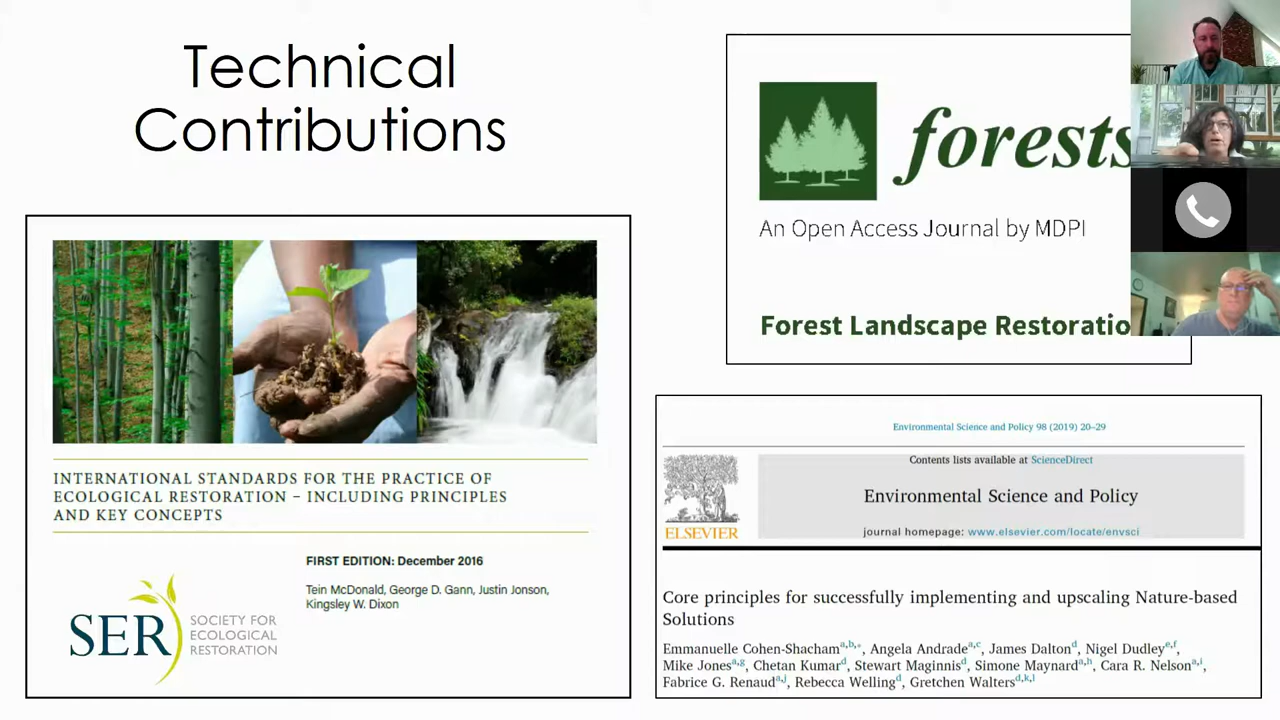 Technical
Contributions
INTERNATIONAL STANDARDS FOR THE PRACTICE OF
ECOLOGICAL RESTORATION – INCLUDING PRINCIPLES
AND KEY CONCEPTS
FIRST EDITION: December 2016
Tein McDonald, George D. Gann, Justin Jonson,
Kingsley W. Dixon
SER
SOCIETY FOR
ECOLOGICAL
RESTORATION
forests
An Open Access Journal by MDPI
Forest Landscape Restoratio
Environmental Science and Policy 98 (2019) 20–29
Contents lists available at ScienceDirect
Environmental Science and Policy
journal homepage: www.elsevier.com/locate/envsci
ELSEVIER
Core principles for successfully implementing and upscaling Nature-based
Solutions
Emmanuelle Cohen-Shacham a,b,*, Angela Andrade a,c, James Dalton d, Nigel Dudley e,f,
Mike Jones a,g, Chetan Kumar d, Stewart Maginnis d, Simone Maynard a,h, Cara R. Nelson a,i,
Fabrice G. Renaud a,j, Rebecca Welling d, Gretchen Walters d,k,l